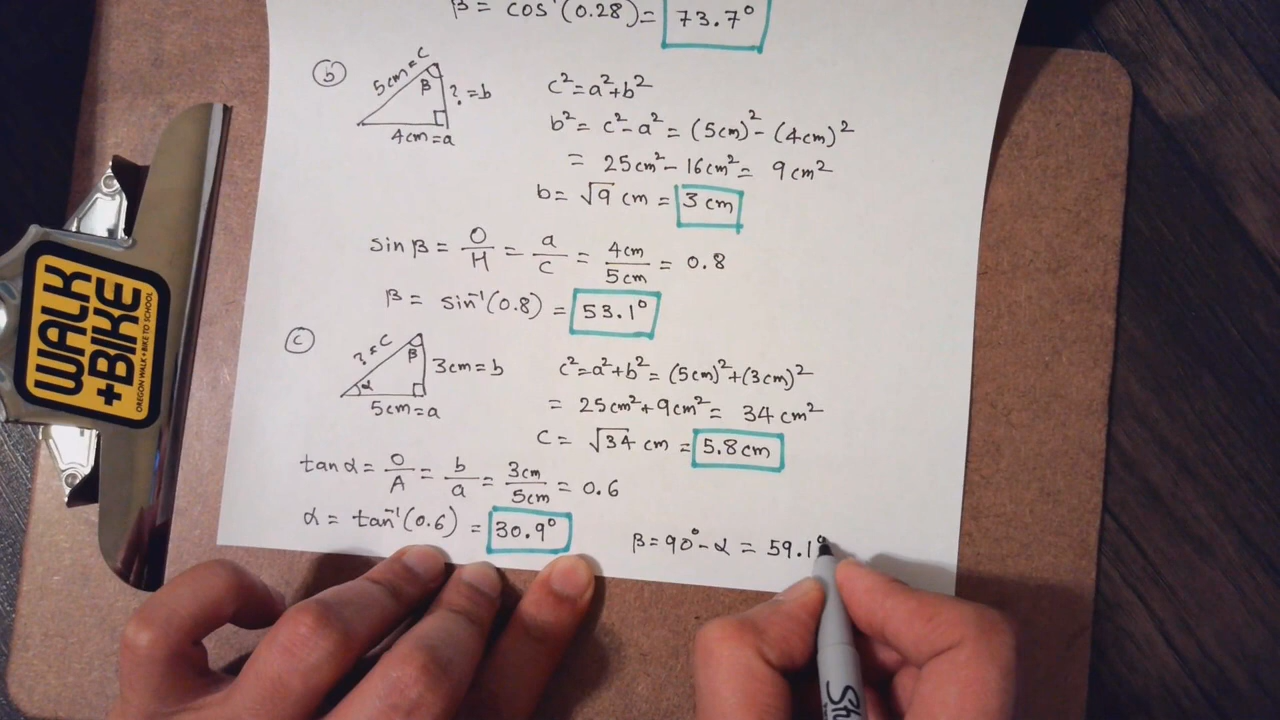 β = cos⁻¹(0.28) = 73.7°
ⓑ
5cm = c
β
? = b
4cm = a
c² = a² + b²
b² = c² - a² = (5cm)² - (4cm)²
= 25cm² - 16cm² = 9cm²
b = √9 cm = 3 cm
sin β = O/H = a/c = 4cm/5cm = 0.8
β = sin⁻¹(0.8) = 53.1°
ⓒ
? = c
β
α
3cm = b
5cm = a
c² = a² + b² = (5cm)² + (3cm)²
= 25cm² + 9cm² = 34 cm²
c = √34 cm = 5.8cm
tan α = O/A = b/a = 3cm/5cm = 0.6
α = tan⁻¹(0.6) = 30.9°
β = 90° - α = 59.1°
WALK
+BIKE
OREGON WALK + BIKE TO SCHOOL
Sh